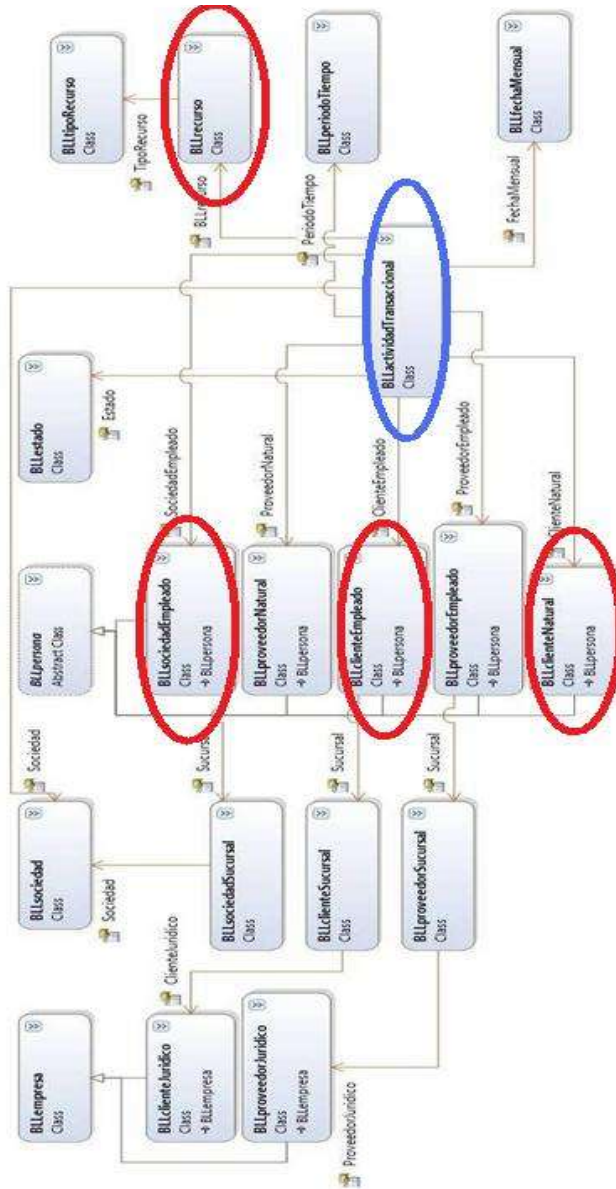 BLLempresa
Class
BLLsociedad
Class
BLLpersona
Abstract Class
BLLestado
Class
BLLtipoRecurso
Class
Sociedad
Sociedad
Estado
TipoRecurso
BLLclienteJuridico
Class
→ BLLempresa
ClienteJuridico
BLLsociedadSucursal
Class
Sucursal
BLLsociedadEmpleado
Class
→ BLLpersona
SociedadEmpleado
BLLrecurso
Class
BLLrecurso
BLLproveedorJuridico
Class
→ BLLempresa
ProveedorJuridico
BLLproveedorNatural
Class
→ BLLpersona
ProveedorNatural
PeriodoTiempo
BLLperiodoTiempo
Class
BLLclienteSucursal
Class
Sucursal
BLLclienteEmpleado
Class
→ BLLpersona
ClienteEmpleado
BLLactividadTransaccional
Class
BLLproveedorSucursal
Class
Sucursal
BLLproveedorEmpleado
Class
→ BLLpersona
ProveedorEmpleado
FechaMensual
BLLfechaMensual
Class
BLLclienteNatural
Class
→ BLLpersona
ClienteNatural